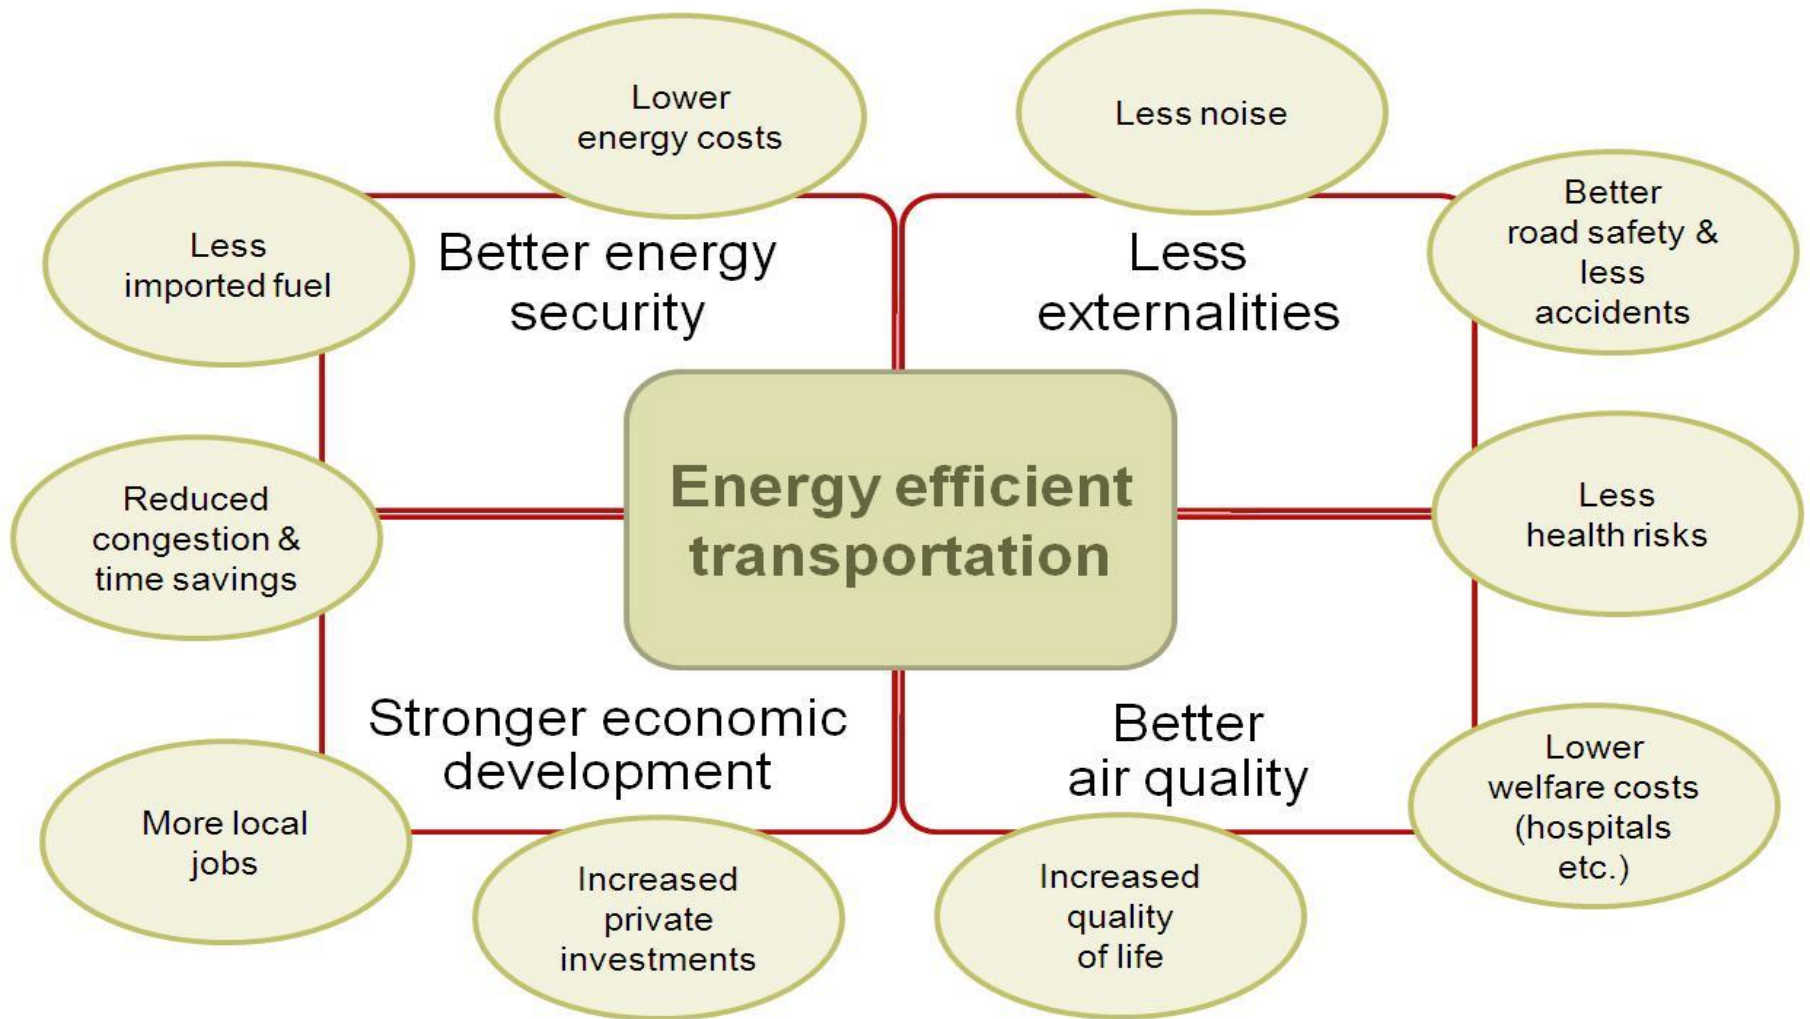 Lower
energy costs
Less noise
Less
imported fuel
Better energy
security
Less
externalities
Better
road safety &
less
accidents
Energy efficient
transportation
Reduced
congestion &
time savings
Less
health risks
Stronger economic
development
Better
air quality
Lower
welfare costs
(hospitals
etc.)
More local
jobs
Increased
private
investments
Increased
quality
of life